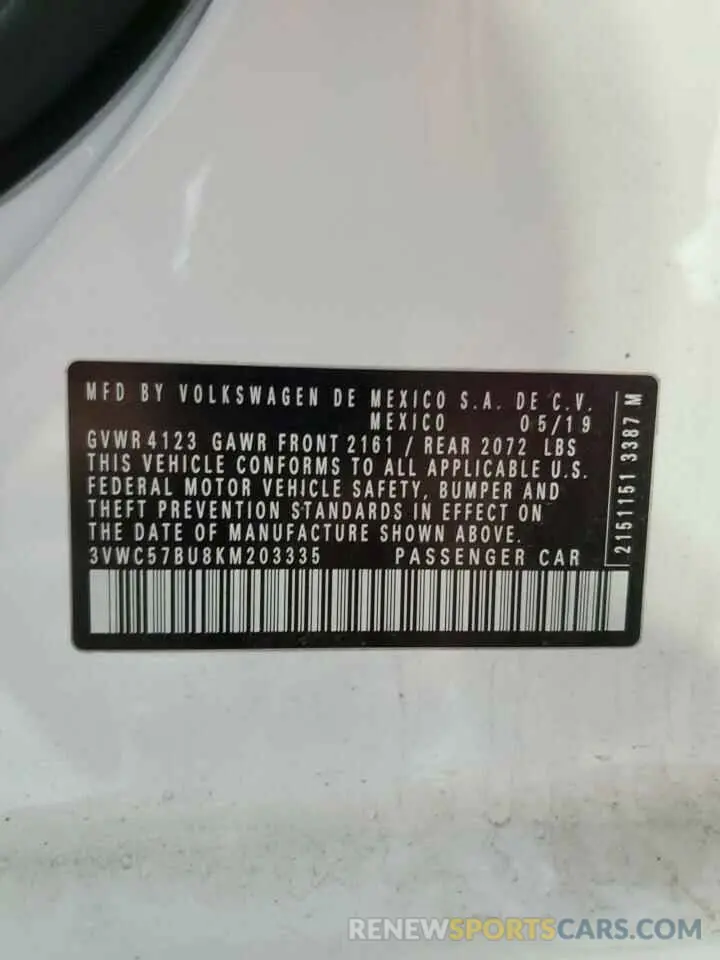 MFD BY VOLKSWAGEN DE MEXICO S.A. DE C.V.
MEXICO 05/19
GVWR 4123 GAWR FRONT 2161 / REAR 2072 LBS
THIS VEHICLE CONFORMS TO ALL APPLICABLE U.S.
FEDERAL MOTOR VEHICLE SAFETY, BUMPER AND
THEFT PREVENTION STANDARDS IN EFFECT ON
THE DATE OF MANUFACTURE SHOWN ABOVE.
3VWC57BU8KM203335 PASSENGER CAR
2151151 3387 M
RENEWSPORTSCARS.COM